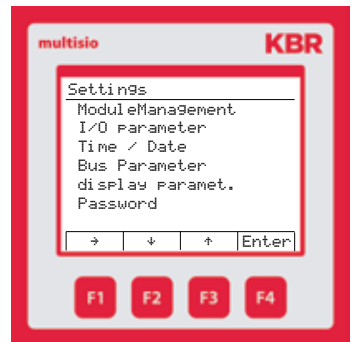 multisio KBR
Settings
ModuleManagement
I/O parameter
Time / Date
Bus Parameter
display paramet.
Password
→ ↓ ↑ Enter
F1 F2 F3 F4